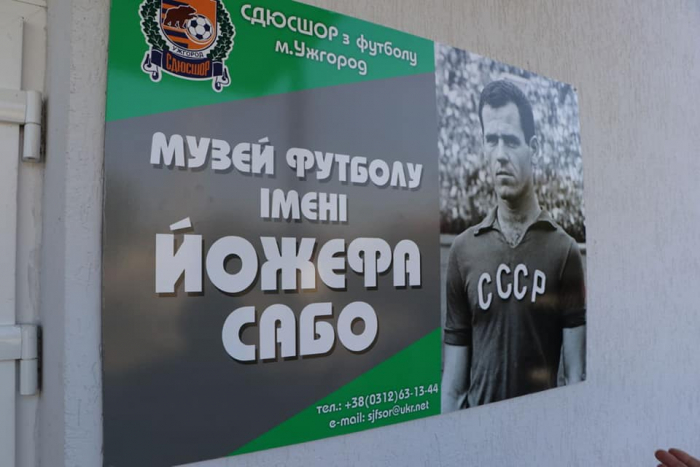 СДЮСШОР з футболу
м.Ужгород
УЖГОРОД
СДЮСШОР
МУЗЕЙ ФУТБОЛУ
ІМЕНІ
ЙОЖЕФА
САБО
СССР
тел.: +38(0312)63-13-44
e-mail: sjfsor@ukr.net